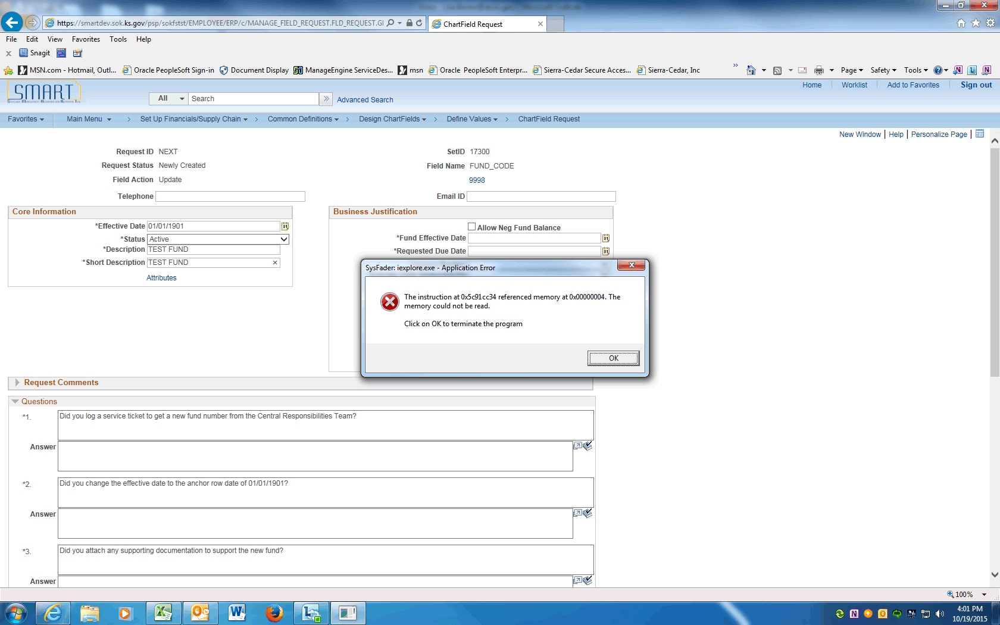 https://smartdev.sok.ks.gov/psp/sokfstst/EMPLOYEE/ERP/c/MANAGE_FIELD_REQUEST.FLD_REQUEST.GI
ChartField Request
File Edit View Favorites Tools Help
Snagit
MSN.com - Hotmail, Outl... Oracle PeopleSoft Sign-in Document Display ManageEngine ServiceDes... msn Oracle PeopleSoft Enterpr... Sierra-Cedar Secure Acces... Sierra-Cedar, Inc
Page Safety Tools
SMART
All Search Advanced Search
Home Worklist Add to Favorites Sign out
Favorites Main Menu > Set Up Financials/Supply Chain > Common Definitions > Design ChartFields > Define Values > ChartField Request
New Window | Help | Personalize Page |
Request ID NEXT SetID 17300
Request Status Newly Created Field Name FUND_CODE
Field Action Update 9998
Telephone Email ID
Core Information Business Justification
*Effective Date 01/01/1901 31
Allow Neg Fund Balance
*Status Active *Fund Effective Date 31
*Description TEST FUND *Requested Due Date 31
*Short Description TEST FUND
Attributes
SysFader: iexplore.exe - Application Error
The instruction at 0x5c91cc34 referenced memory at 0x00000004. The
memory could not be read.
Click on OK to terminate the program
OK
Request Comments
Questions
*1. Did you log a service ticket to get a new fund number from the Central Responsibilities Team?
Answer
*2. Did you change the effective date to the anchor row date of 01/01/1901?
Answer
*3. Did you attach any supporting documentation to support the new fund?
Answer
100%
4:01 PM
10/19/2015